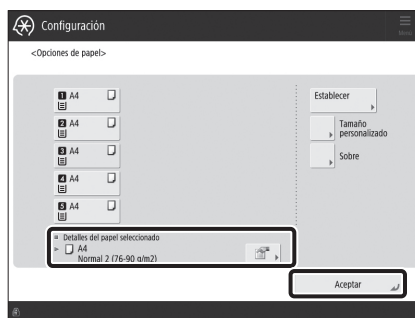 Configuración
Menú
<Opciones de papel>
1 A4
2 A4
3 A4
4 A4
5 A4
Establecer
Tamaño
personalizado
Sobre
Detalles del papel seleccionado
A4
Normal 2 (76-90 g/m2)
Aceptar